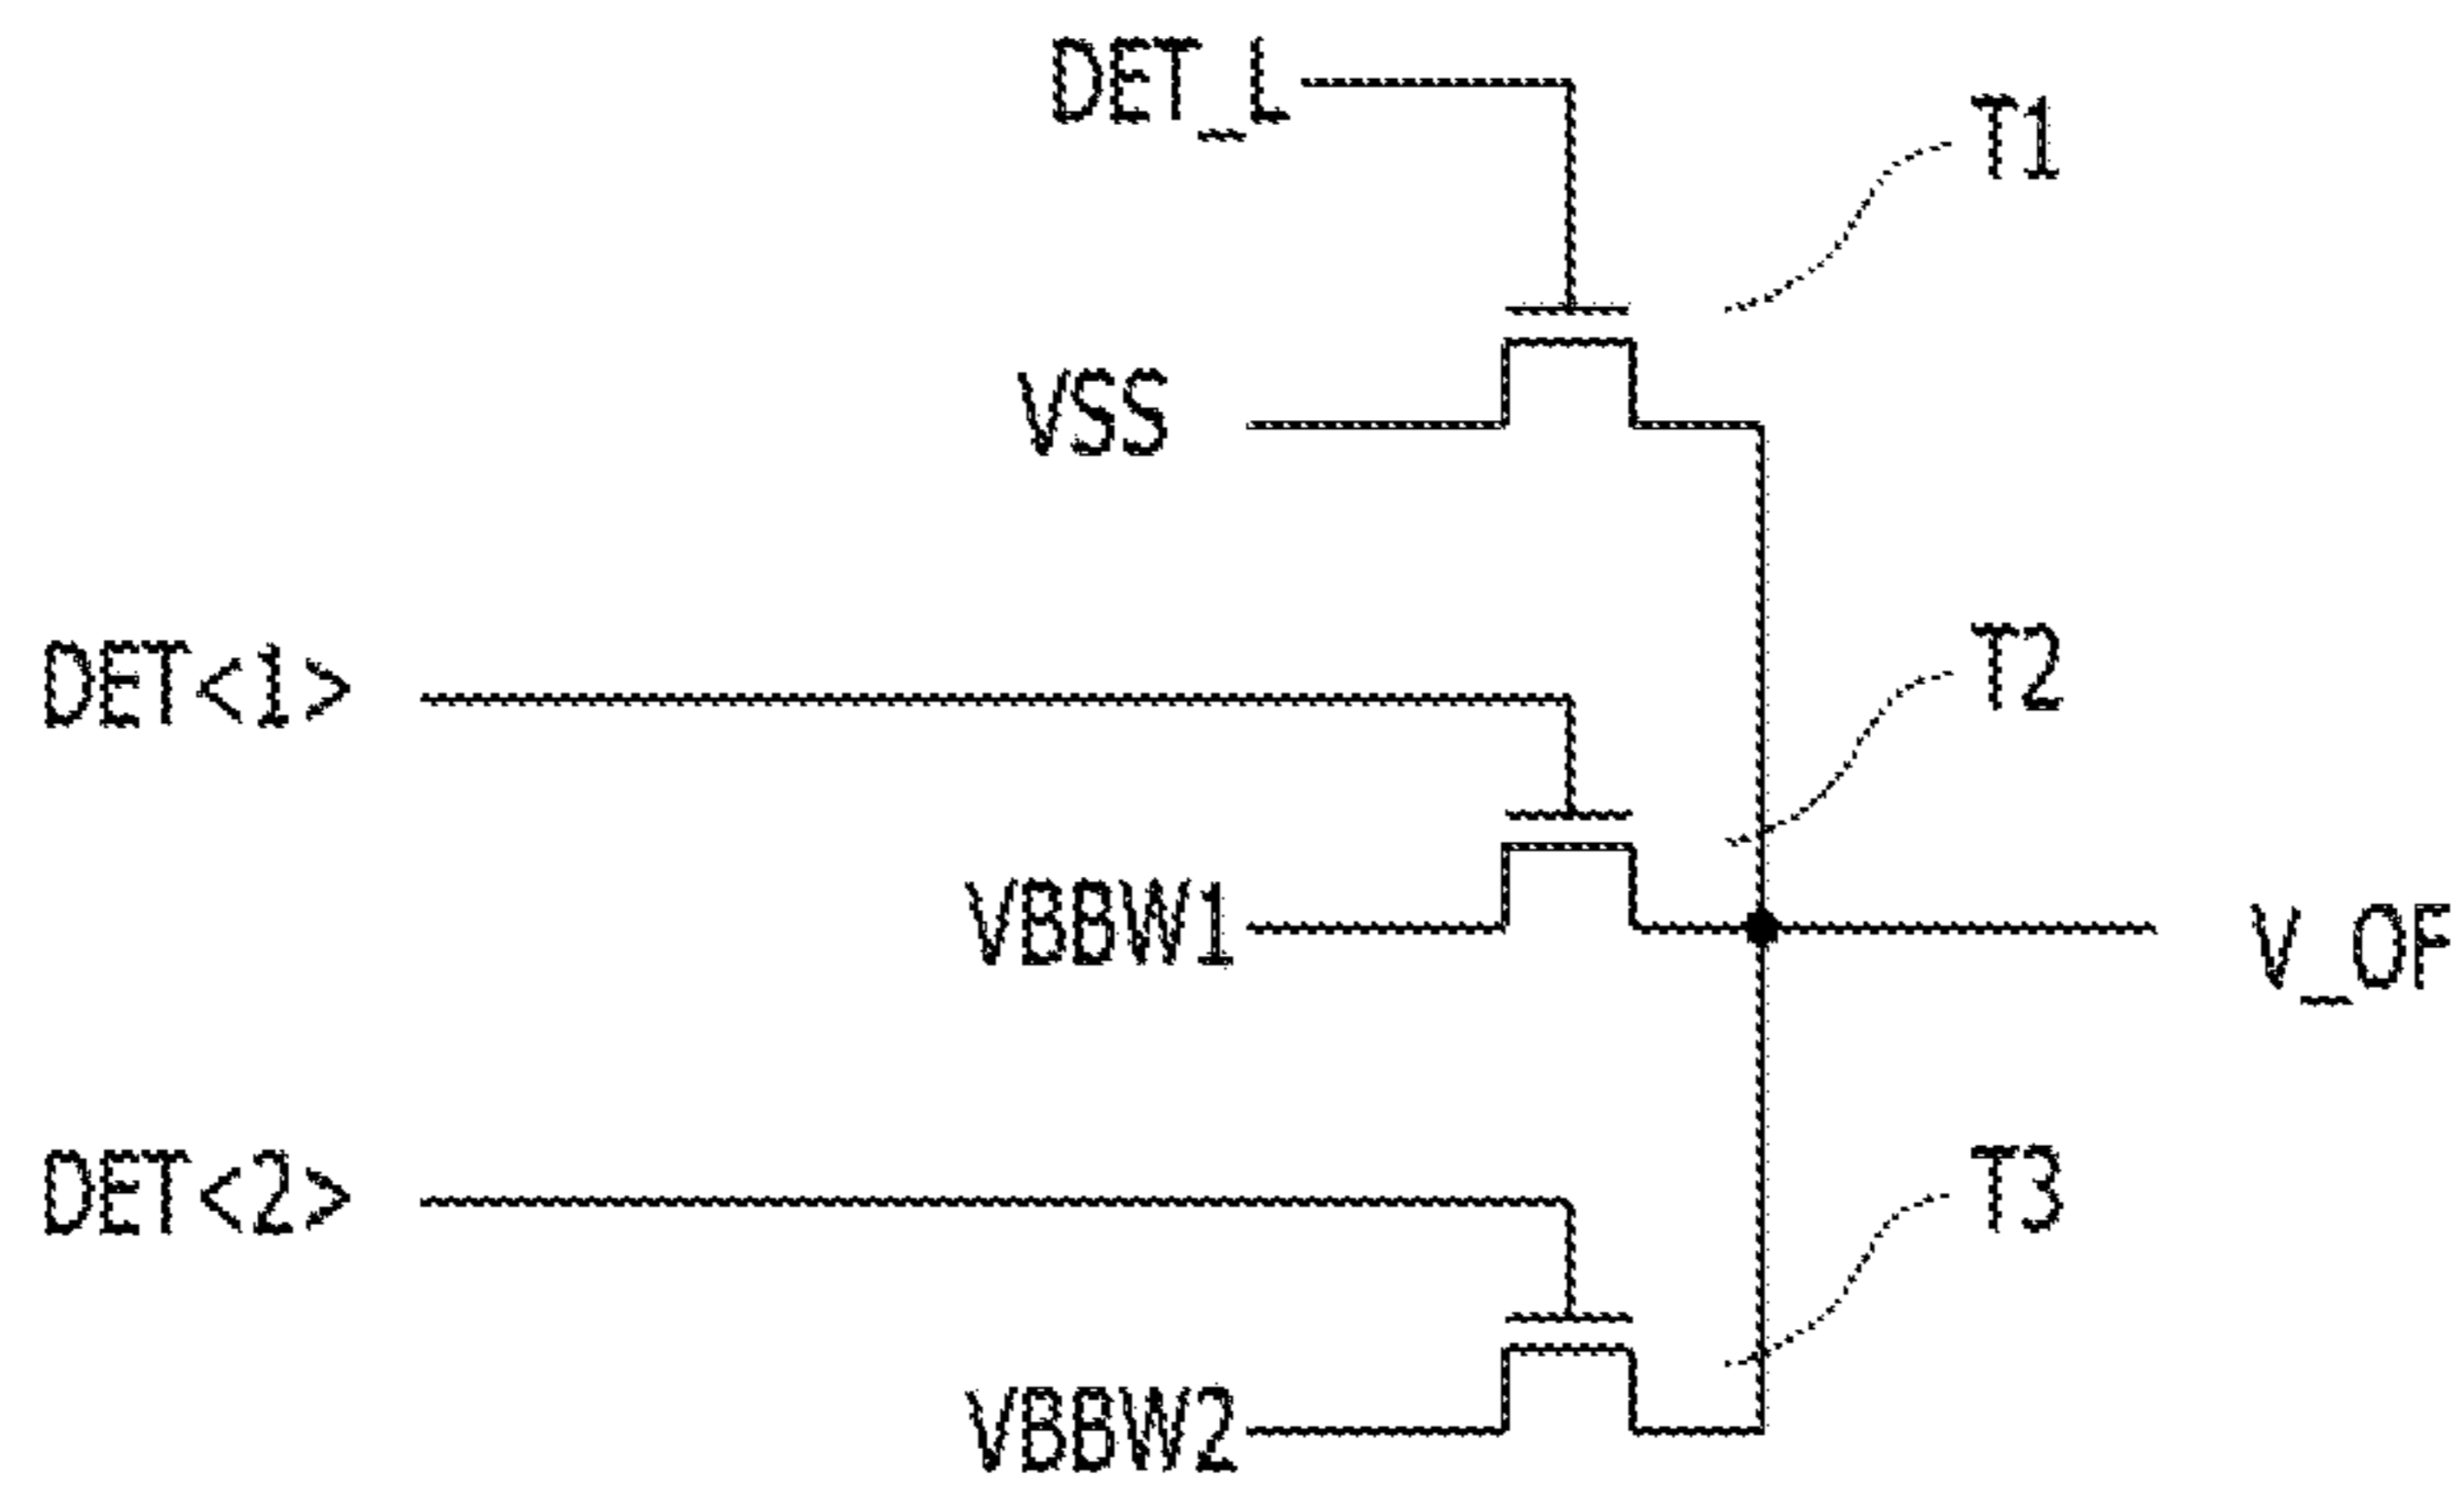 DET_L
T1
VSS
DET<1>
T2
VBBW1
V_OF
DET<2>
T3
VBBW2